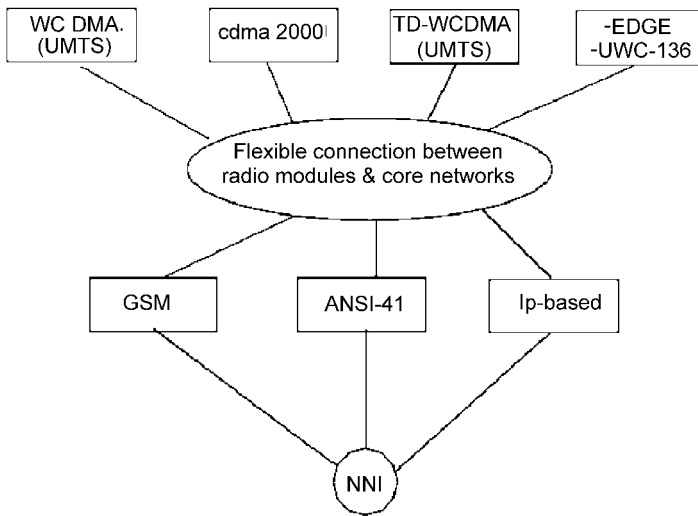 WC DMA.
(UMTS)
cdma 2000
TD-WCDMA
(UMTS)
-EDGE
-UWC-136
Flexible connection between
radio modules & core networks
GSM
ANSI-41
Ip-based
NNI